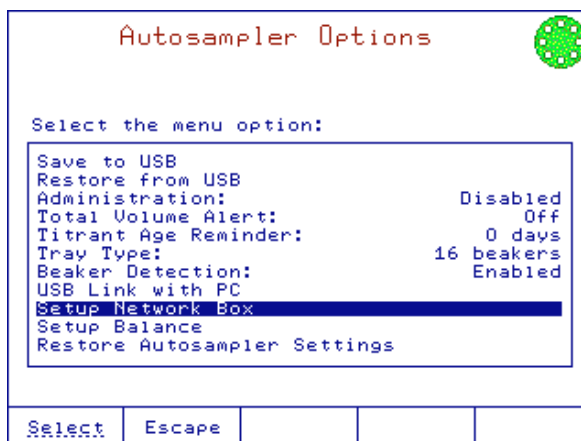 Autosampler Options
Select the menu option:
Save to USB
Restore from USB
Administration: Disabled
Total Volume Alert: Off
Titrant Age Reminder: 0 days
Tray Type: 16 beakers
Beaker Detection: Enabled
USB Link with PC
Setup Network Box
Setup Balance
Restore Autosampler Settings
Select Escape